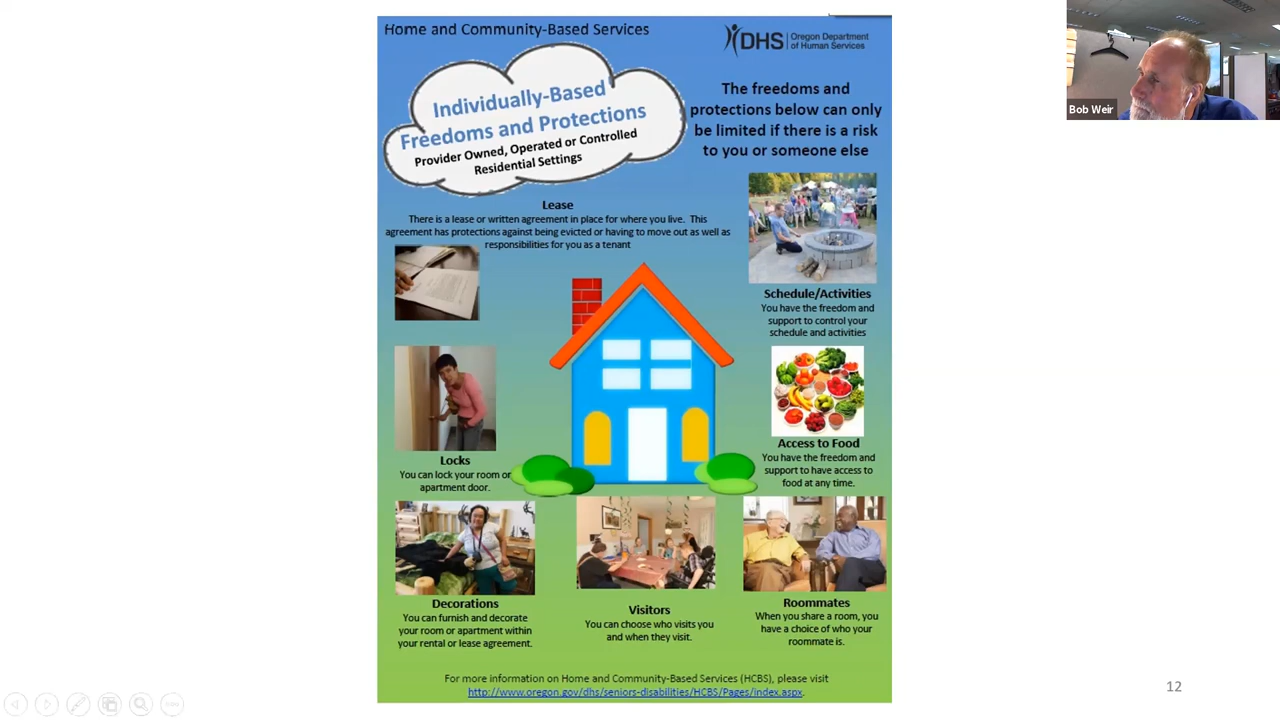 Home and Community-Based Services
DHS
Oregon Department
of Human Services
Individually-Based
Freedoms and Protections
Provider Owned, Operated or Controlled
Residential Settings
The freedoms and
protections below can only
be limited if there is a risk
to you or someone else
Bob Weir
Lease
There is a lease or written agreement in place for where you live. This
agreement has protections against being evicted or having to move out as well as
responsibilities for you as a tenant
Schedule/Activities
You have the freedom and
support to control your
schedule and activities
Locks
You can lock your room or
apartment door.
Access to Food
You have the freedom and
support to have access to
food at any time.
Decorations
You can furnish and decorate
your room or apartment within
your rental or lease agreement.
Visitors
You can choose who visits you
and when they visit.
Roommates
When you share a room, you
have a choice of who your
roommate is.
For more information on Home and Community-Based Services (HCBS), please visit
http://www.oregon.gov/dhs/seniors-disabilities/HCBS/Pages/index.aspx.
12